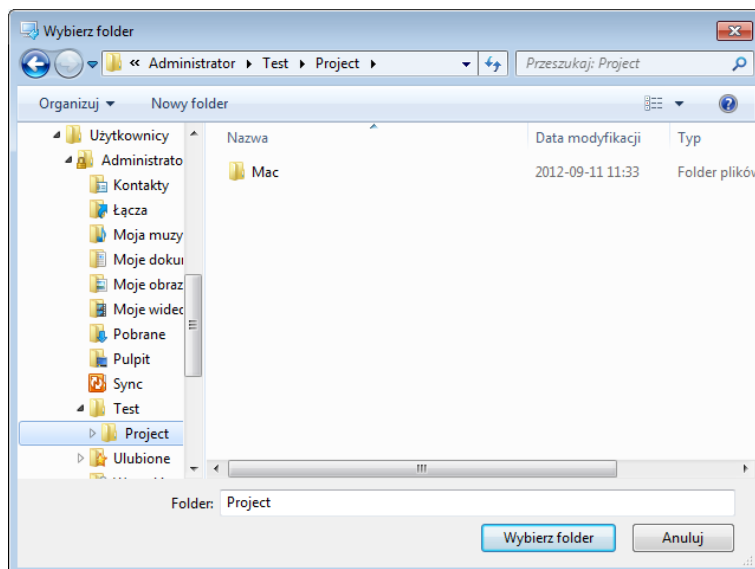 Wybierz folder
« Administrator Test Project
Przeszukaj: Project
Organizuj Nowy folder
Nazwa Data modyfikacji Typ
Mac 2012-09-11 11:33 Folder plików
Użytkownicy
Administrato
Kontakty
Łącza
Moja muzy
Moje dokui
Moje obraz
Moje widec
Pobrane
Pulpit
Sync
Test
Project
Ulubione
Folder: Project
Wybierz folder Anuluj